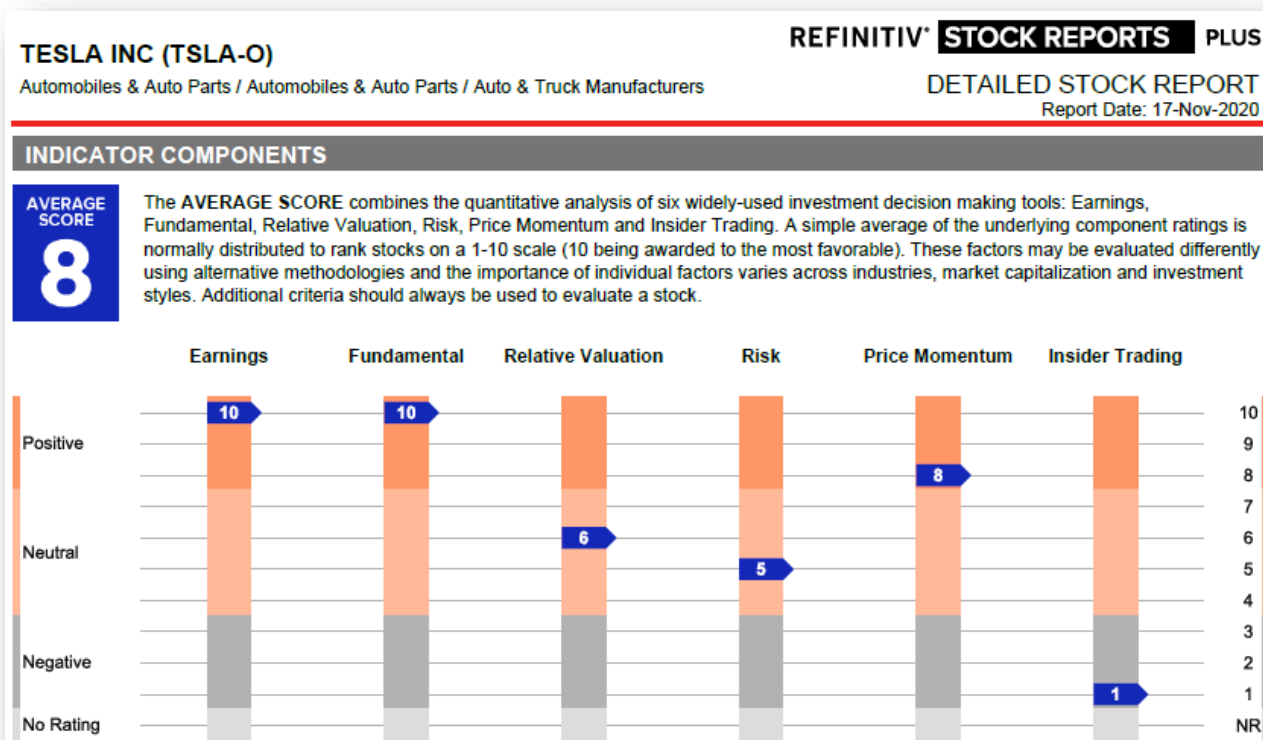 TESLA INC (TSLA-O)
Automobiles & Auto Parts / Automobiles & Auto Parts / Auto & Truck Manufacturers
REFINITIV STOCK REPORTS PLUS
DETAILED STOCK REPORT
Report Date: 17-Nov-2020
INDICATOR COMPONENTS
AVERAGE
SCORE
8
The AVERAGE SCORE combines the quantitative analysis of six widely-used investment decision making tools: Earnings,
Fundamental, Relative Valuation, Risk, Price Momentum and Insider Trading. A simple average of the underlying component ratings is
normally distributed to rank stocks on a 1-10 scale (10 being awarded to the most favorable). These factors may be evaluated differently
using alternative methodologies and the importance of individual factors varies across industries, market capitalization and investment
styles. Additional criteria should always be used to evaluate a stock.
Earnings Fundamental Relative Valuation Risk Price Momentum Insider Trading
10 10 10
Positive 9
8 8
7
Neutral 6 6
5 5
4
3
Negative 2
1 1
No Rating NR